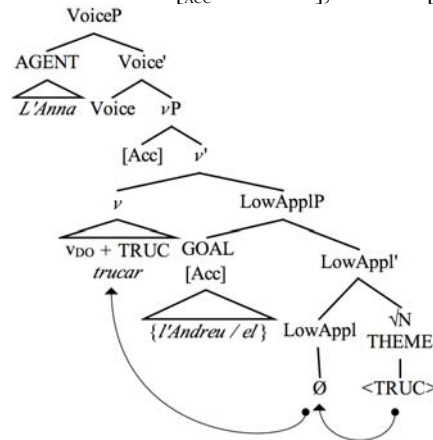 [Acc ], [
VoiceP
AGENT Voice'
L'Anna Voice vP
[Acc] v'
v LowApplP
vDO + TRUC GOAL LowAppl'
trucar [Acc]
{l'Andreu / el} LowAppl √N
THEME
Ø <TRUC>